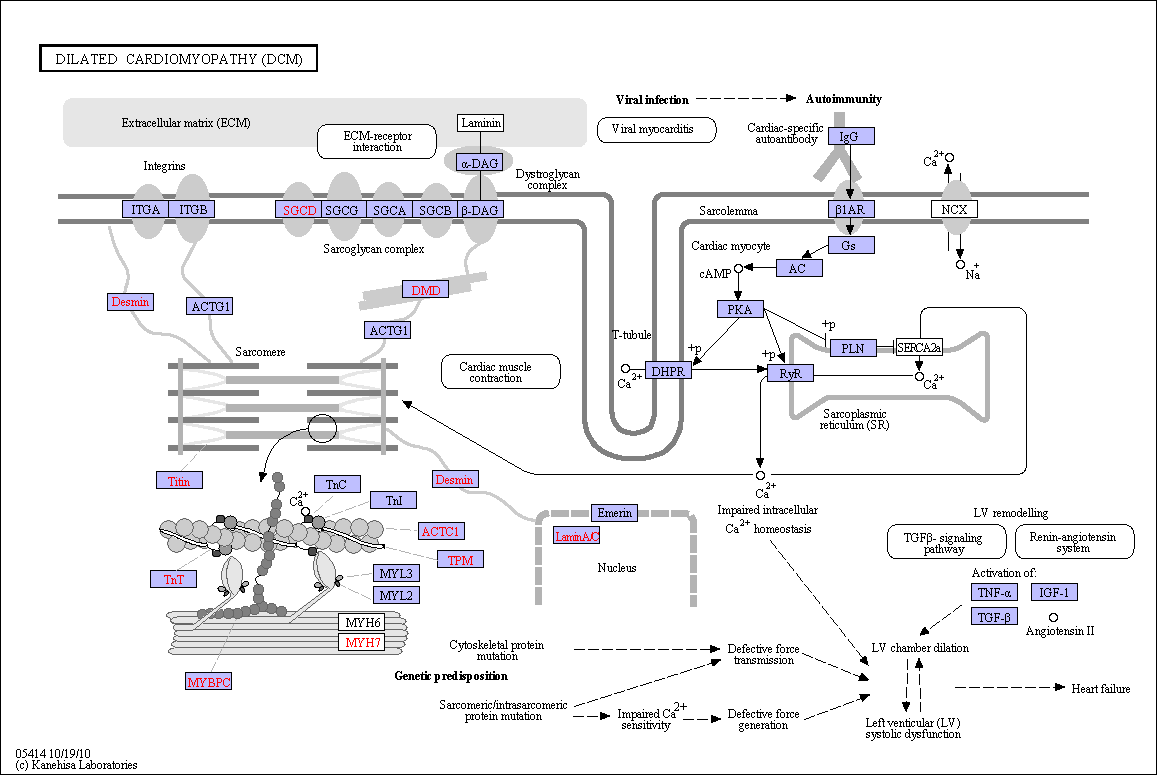 DILATED CARDIOMYOPATHY (DCM)
Viral infection
Autoimmunity
Extracellular matrix (ECM)
ECM-receptor
interaction
Laminin
Viral myocarditis
Cardiac-specific
autoantibody
IgG
Ca2+
Integrins
α-DAG
Dystroglycan
complex
ITGA
ITGB
SGCD
SGCG
SGCA
SGCB
β-DAG
Sarcolemma
β1AR
NCX
Sarcoglycan complex
Cardiac myocyte
Gs
cAMP
AC
Na+
Desmin
ACTG1
DMD
PKA
ACTG1
T-tubule
+p
+p
+p
PLN
SERCA2a
Sarcomere
Cardiac muscle
contraction
Ca2+
DHPR
RyR
Ca2+
Sarcoplasmic
reticulum (SR)
Titin
TnC
Desmin
Ca2+
Ca2+
TnI
Emerin
Impaired intracellular
Ca2+ homeostasis
LV remodelling
ACTC1
LaminA/C
TGFβ- signaling
pathway
Renin-angiotensin
system
TPM
Nucleus
TnT
MYL3
MYL2
Activation of:
TNF-α
IGF-1
TGF-β
Angiotensin II
MYH6
MYH7
MYBPC
Cytoskeletal protein
mutation
Defective force
transmission
LV chamber dilation
Genetic predisposition
Heart failure
Sarcomeric/intrasarcomeric
protein mutation
Impaired Ca2+
sensitivity
Defective force
generation
Left venticular (LV)
systolic dysfunction
05414 10/19/10
(c) Kanehisa Laboratories